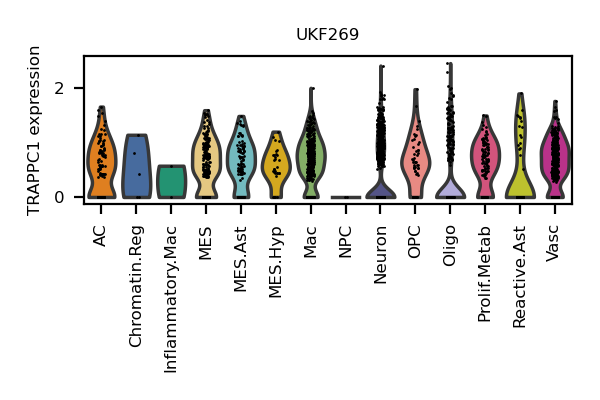 UKF269
TRAPPC1 expression
2
0
AC
Chromatin.Reg
Inflammatory.Mac
MES
MES.Ast
MES.Hyp
Mac
NPC
Neuron
OPC
Oligo
Prolif.Metab
Reactive.Ast
Vasc